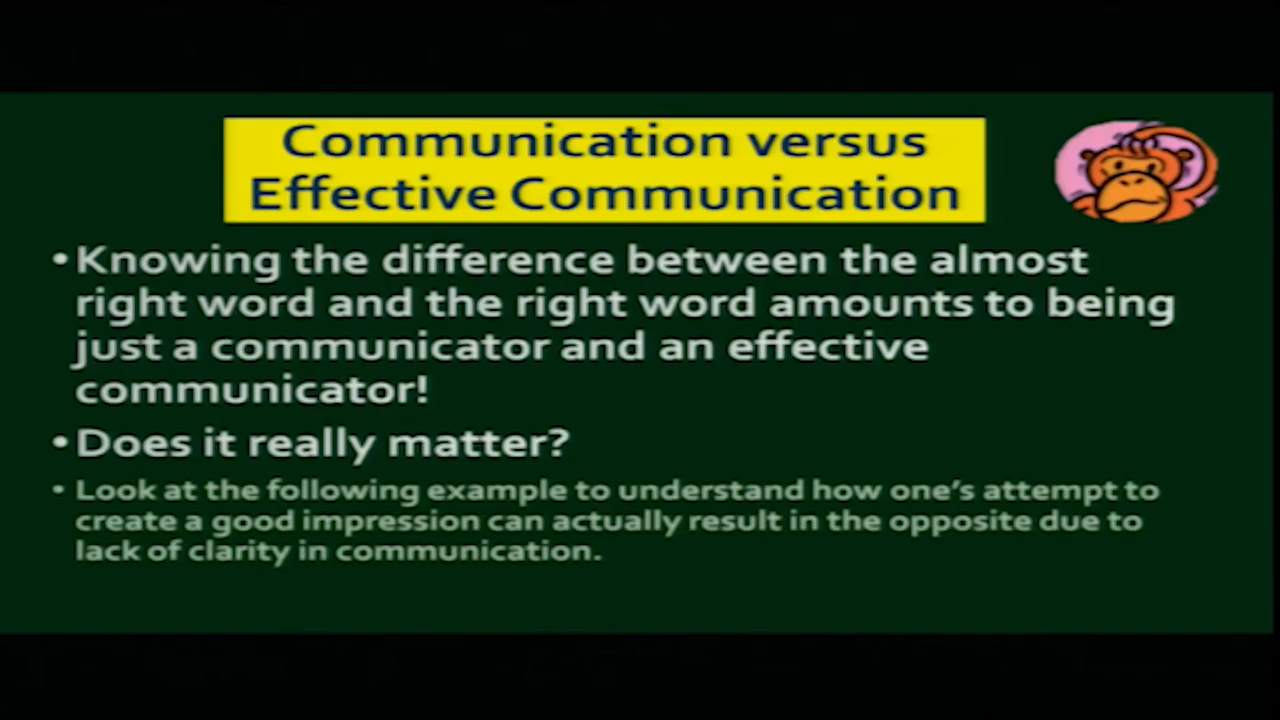 Communication versus
Effective Communication
• Knowing the difference between the almost
right word and the right word amounts to being
just a communicator and an effective
communicator!
• Does it really matter?
• Look at the following example to understand how one's attempt to
create a good impression can actually result in the opposite due to
lack of clarity in communication.